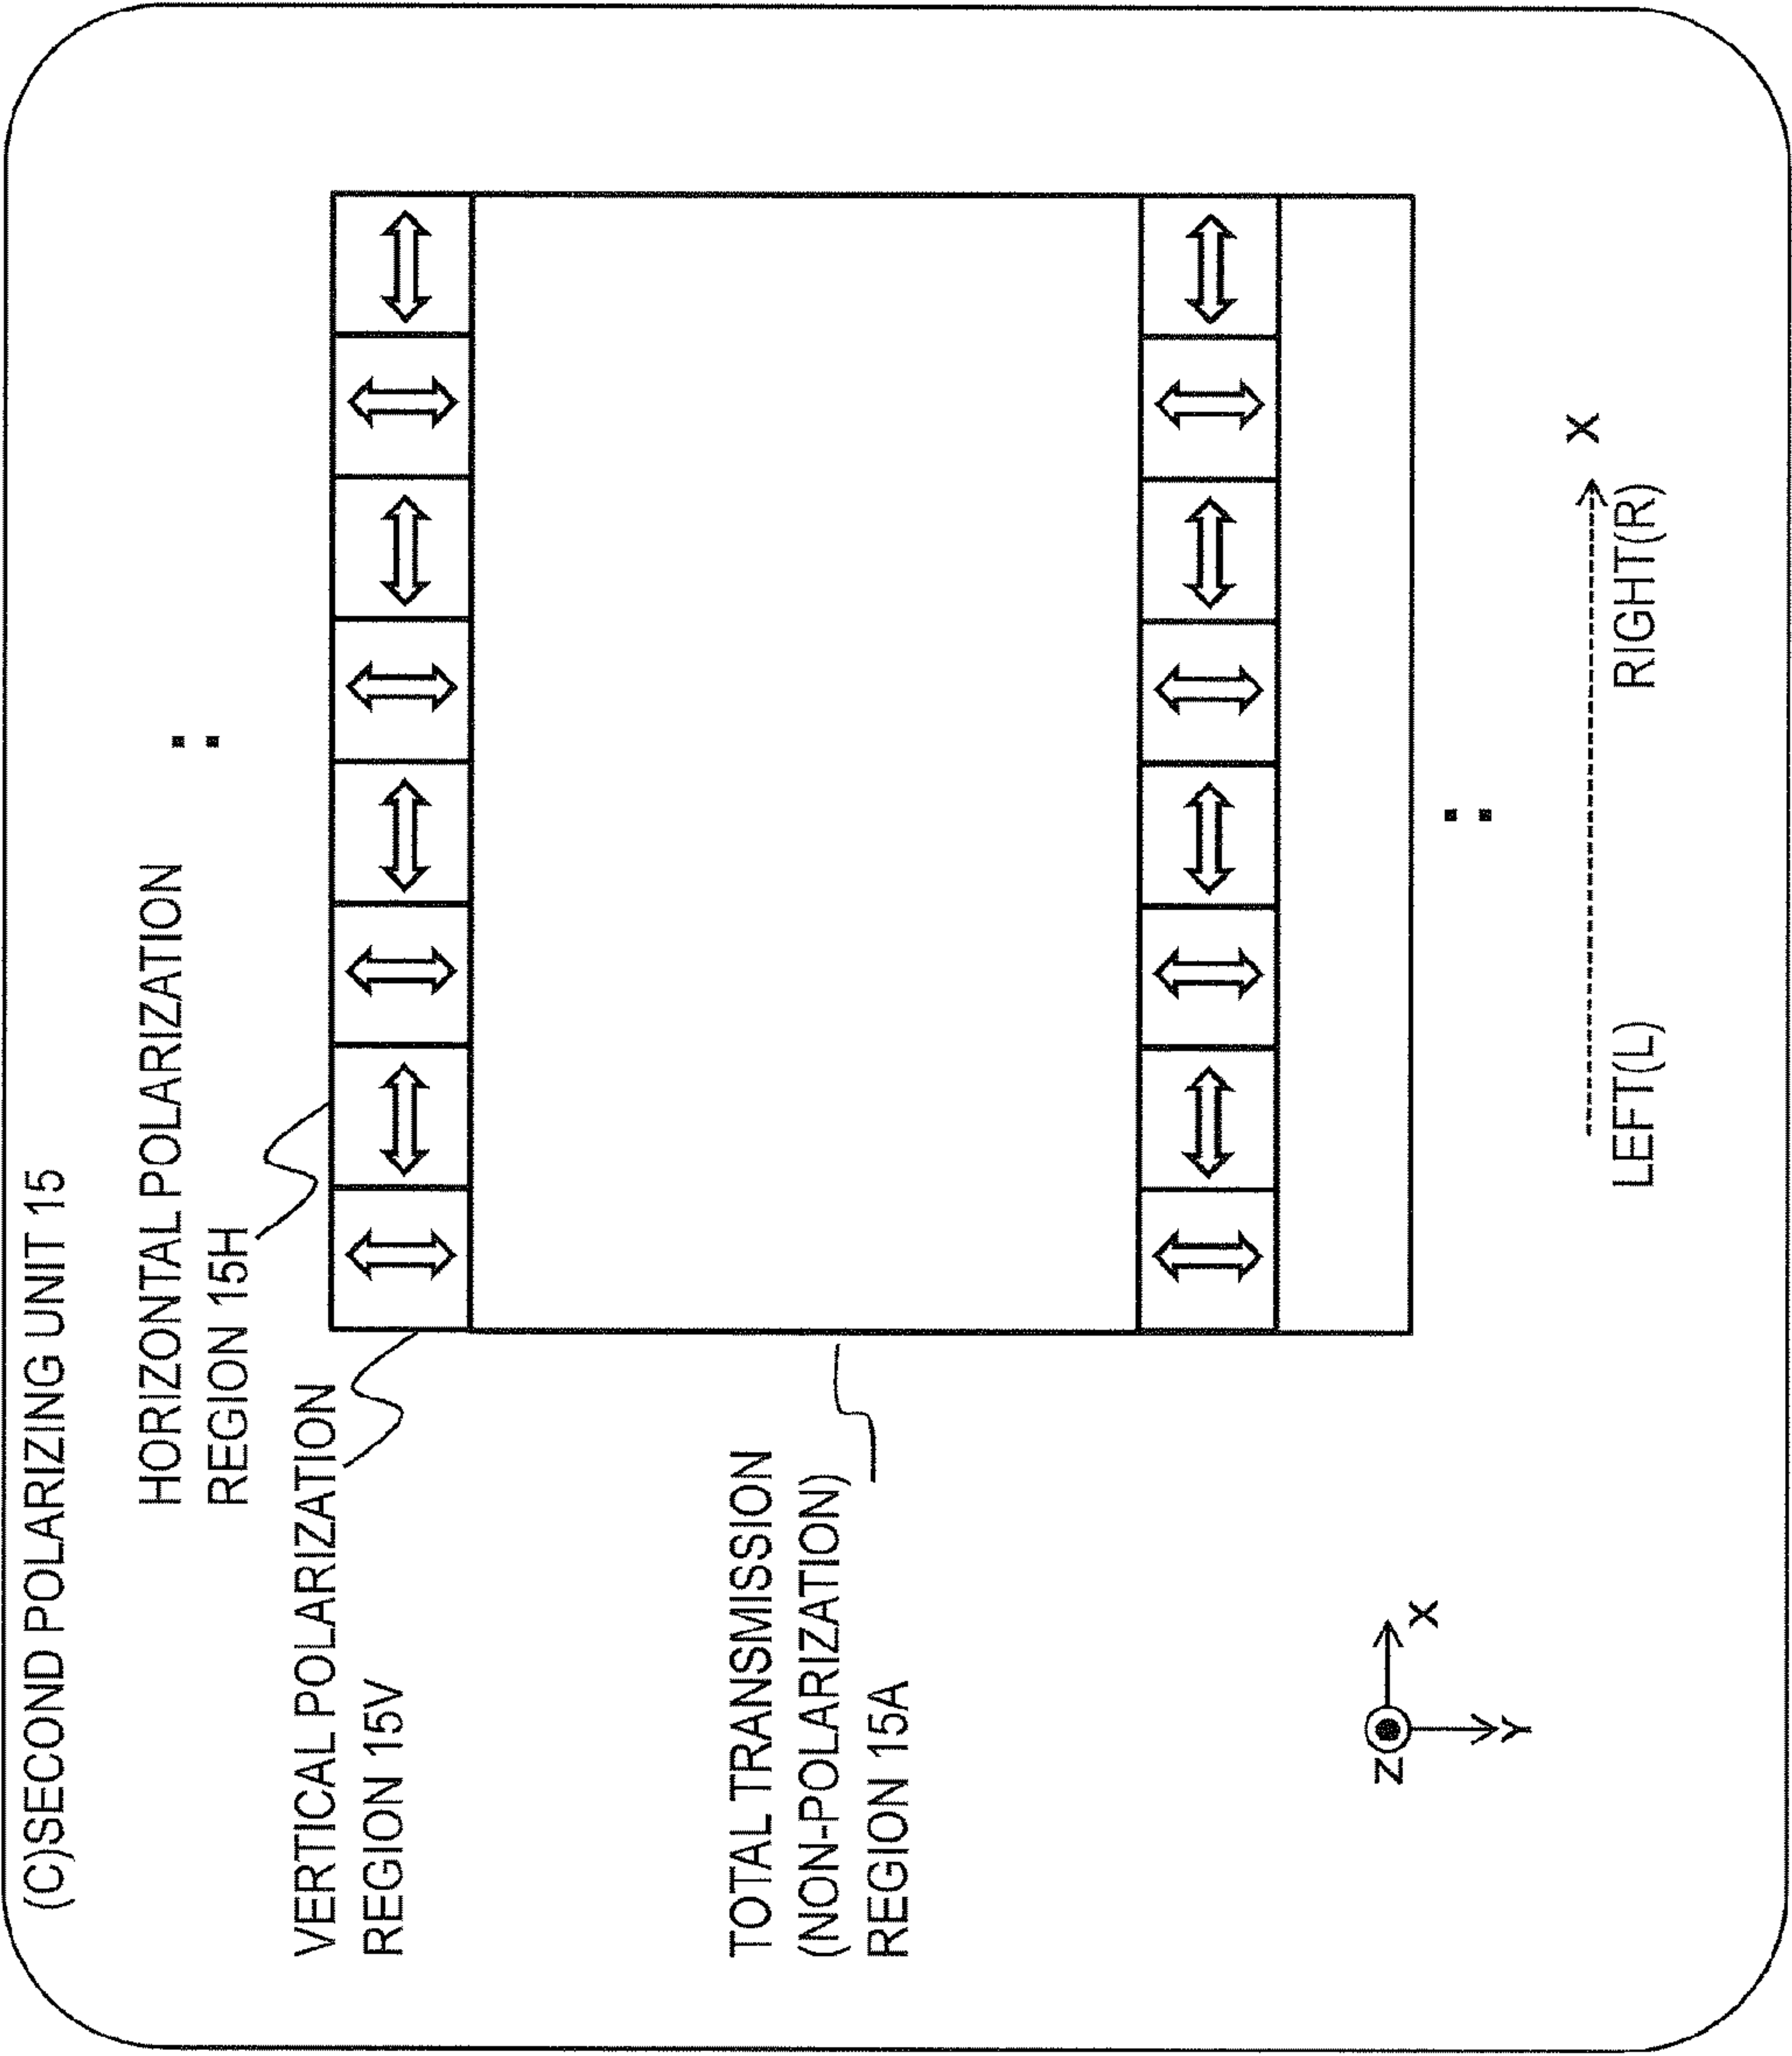 (C)SECOND POLARIZING UNIT 15
HORIZONTAL POLARIZATION
REGION 15H
VERTICAL POLARIZATION
REGION 15V
TOTAL TRANSMISSION
(NON-POLARIZATION)
REGION 15A
Z
X
Y
X
LEFT(L) RIGHT(R)